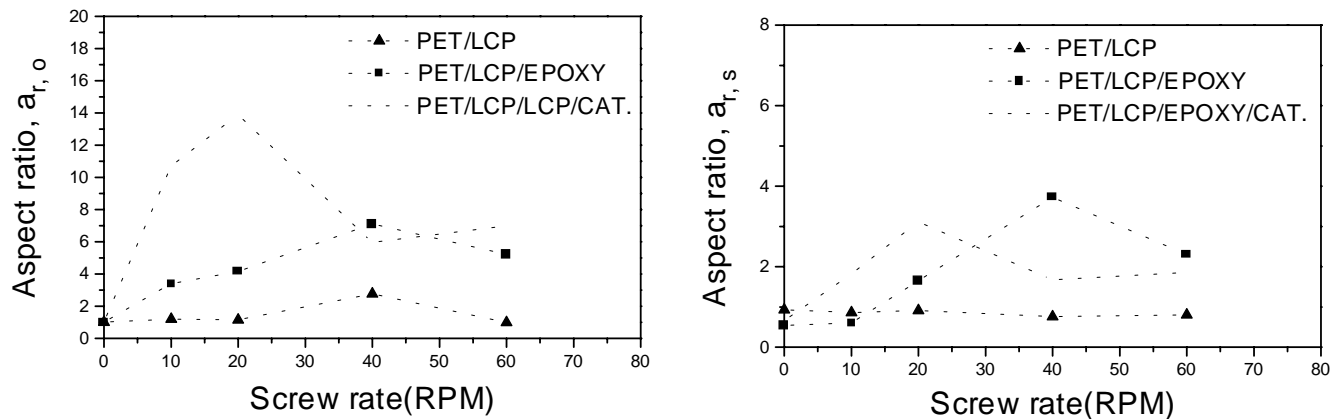 Aspect ratio, a r, o
20
18
16
14
12
10
8
6
4
2
0
PET/LCP
PET/LCP/EPOXY
PET/LCP/LCP/CAT.
0 10 20 30 40 50 60 70 80
Screw rate(RPM)
Aspect ratio, a r, s
8
6
4
2
0
PET/LCP
PET/LCP/EPOXY
PET/LCP/EPOXY/CAT.
0 10 20 30 40 50 60 70 80
Screw rate(RPM)